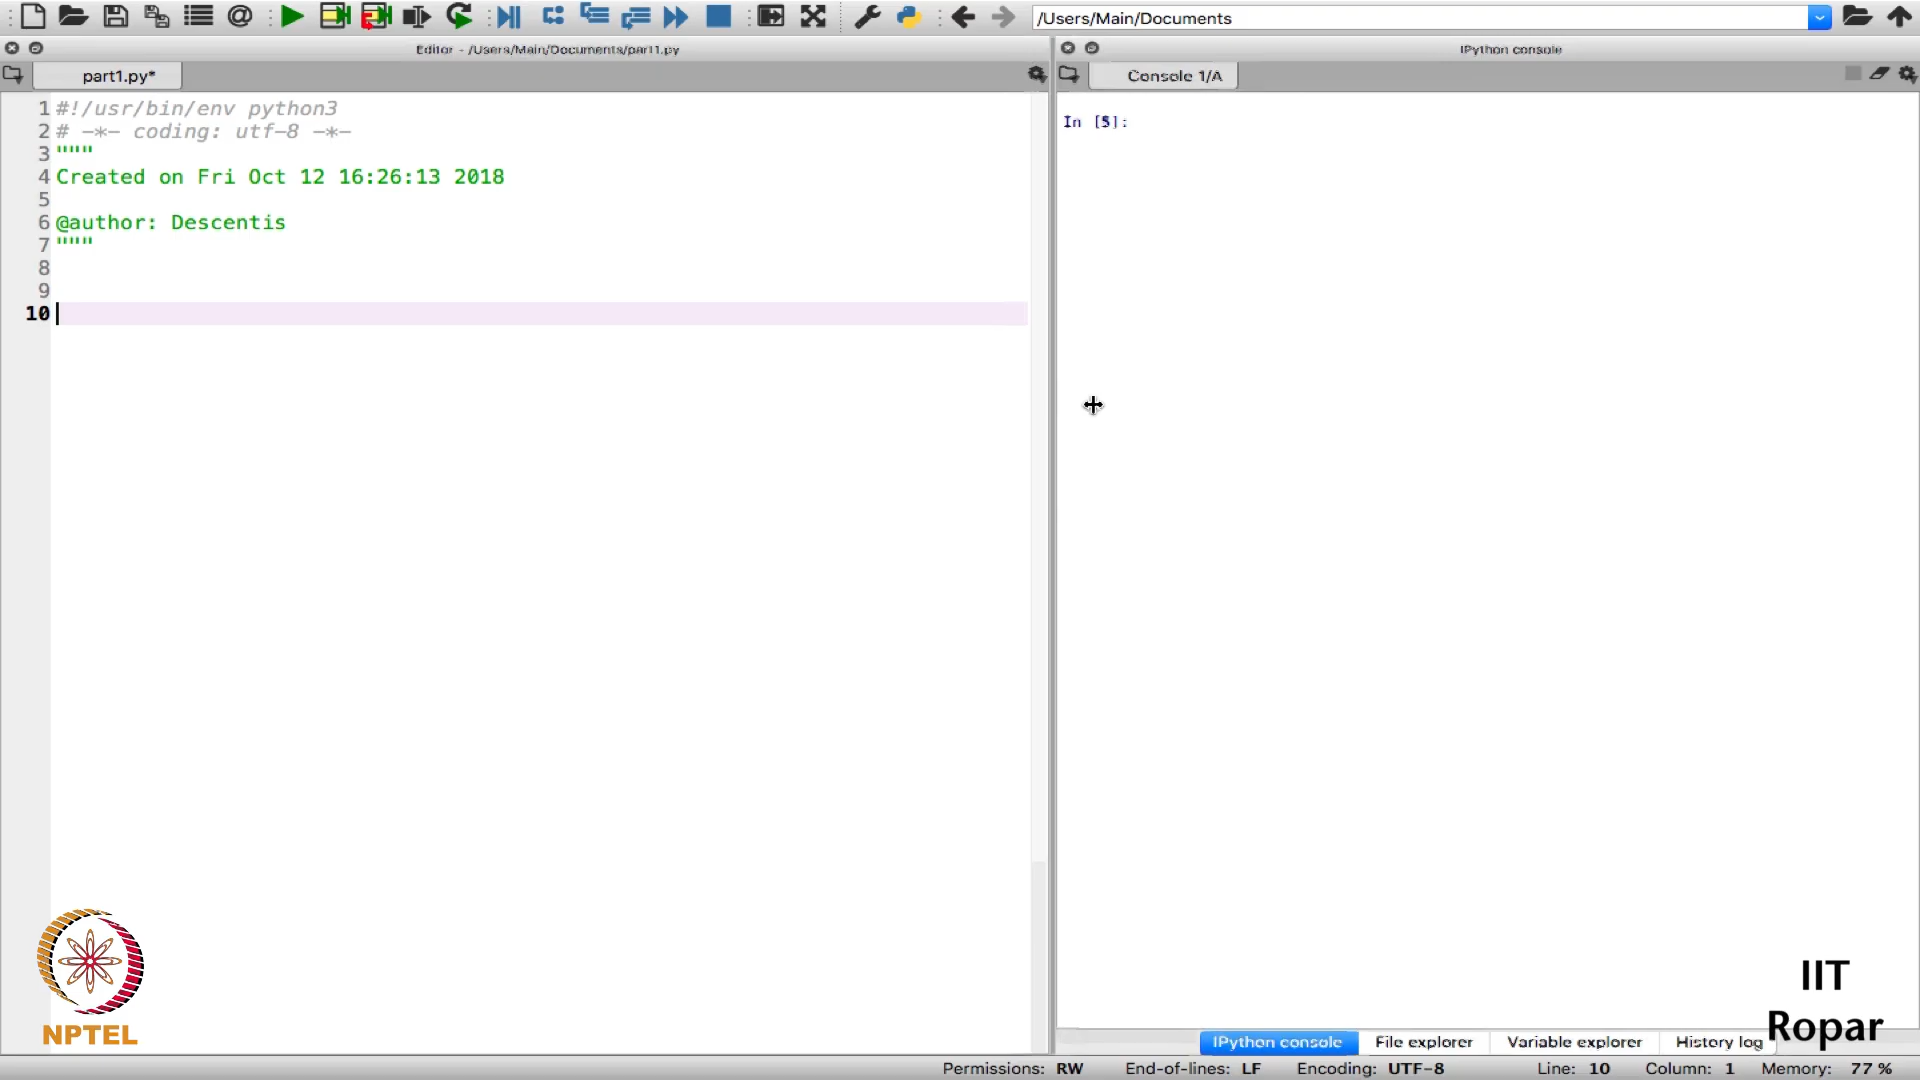 /Users/Main/Documents
Editor - /Users/Main/Documents/part1.py
IPython console
part1.py*
Console 1/A
1 #!/usr/bin/env python3
2 # -*- coding: utf-8 -*-
3 """
4 Created on Fri Oct 12 16:26:13 2018
5
6 @author: Descentis
7 """
8
9
10
In [5]:
NPTEL
IIT
Ropar
IPython console File explorer Variable explorer History log
Permissions: RW End-of-lines: LF Encoding: UTF-8 Line: 10 Column: 1 Memory: 77 %